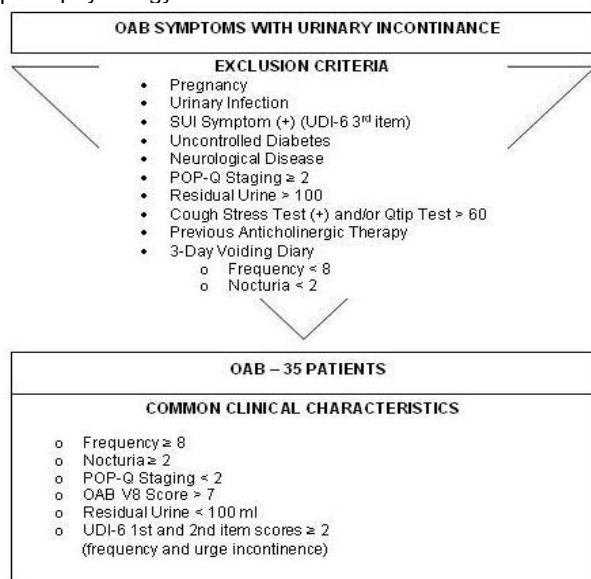 OAB SYMPTOMS WITH URINARY INCONTINANCE
EXCLUSION CRITERIA
• Pregnancy
• Urinary Infection
• SUI Symptom (+) (UDI-6 3rd item)
• Uncontrolled Diabetes
• Neurological Disease
• POP-Q Staging ≥ 2
• Residual Urine > 100
• Cough Stress Test (+) and/or Qtip Test > 60
• Previous Anticholinergic Therapy
• 3-Day Voiding Diary
o Frequency < 8
o Nocturia < 2
OAB – 35 PATIENTS
COMMON CLINICAL CHARACTERISTICS
o Frequency ≥ 8
o Nocturia ≥ 2
o POP-Q Staging < 2
o OAB V8 Score > 7
o Residual Urine < 100 ml
o UDI-6 1st and 2nd item scores ≥ 2
(frequency and urge incontinence)